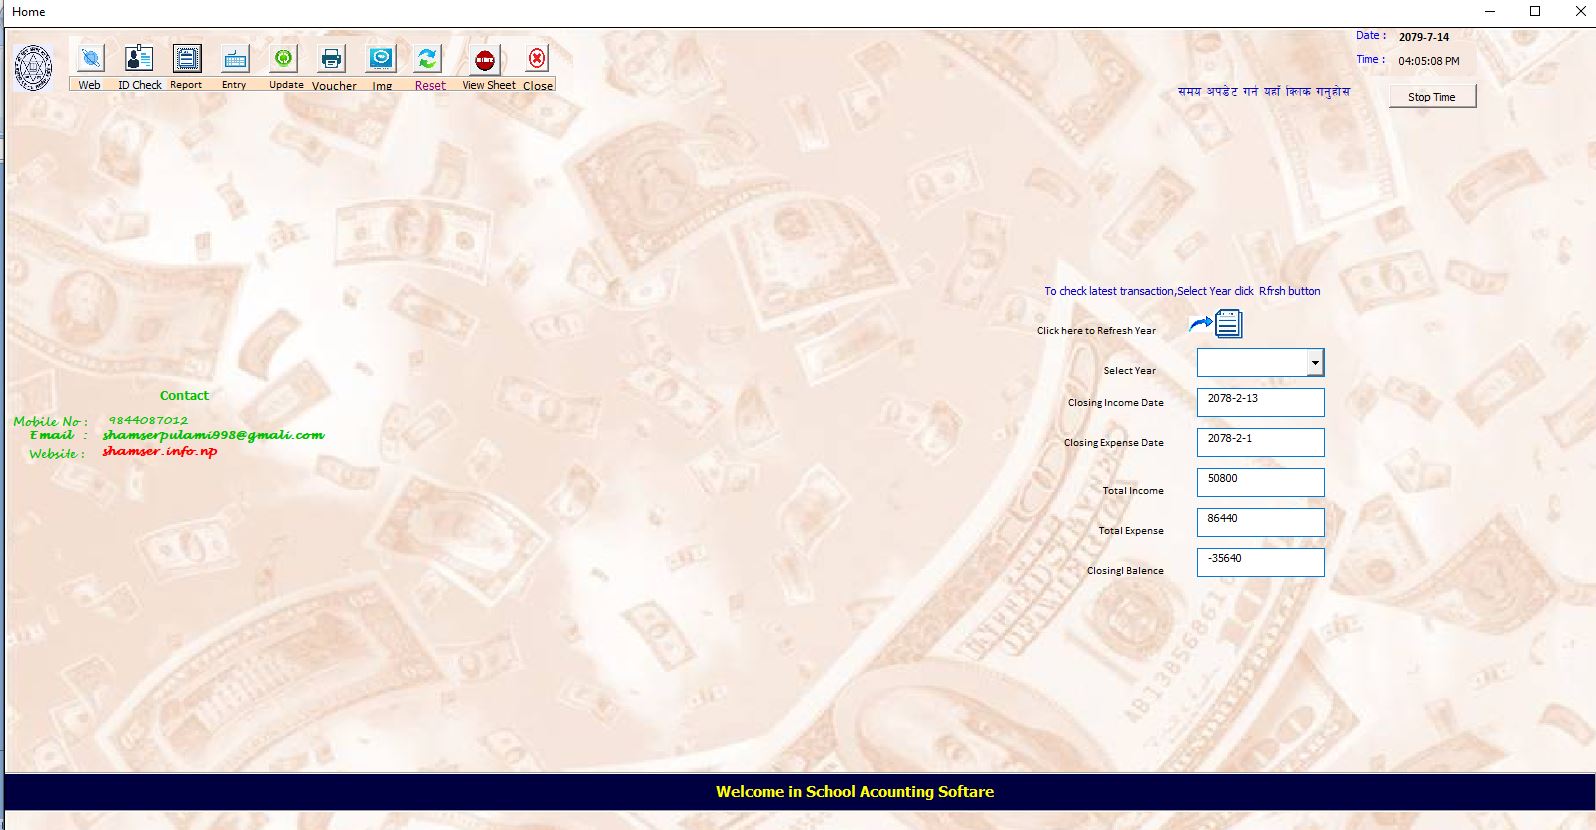 Home
Date : 2079-7-14
Time : 04:05:08 PM
Web ID Check Report Entry Update Voucher Img Reset View Sheet Close
समय अपडेट गर्न यहाँ क्लिक गनुहोस Stop Time
To check latest transaction,Select Year click Rfrsh button
Click here to Refresh Year
Select Year
Closing Income Date 2078-2-13
Closing Expense Date 2078-2-1
Total Income 50800
Total Expense 86440
Closingl Balence -35640
Contact
Mobile No : 9844087012
Email : shamserpulami998@gmali.com
Website : shamser.info.np
Welcome in School Acounting Softare